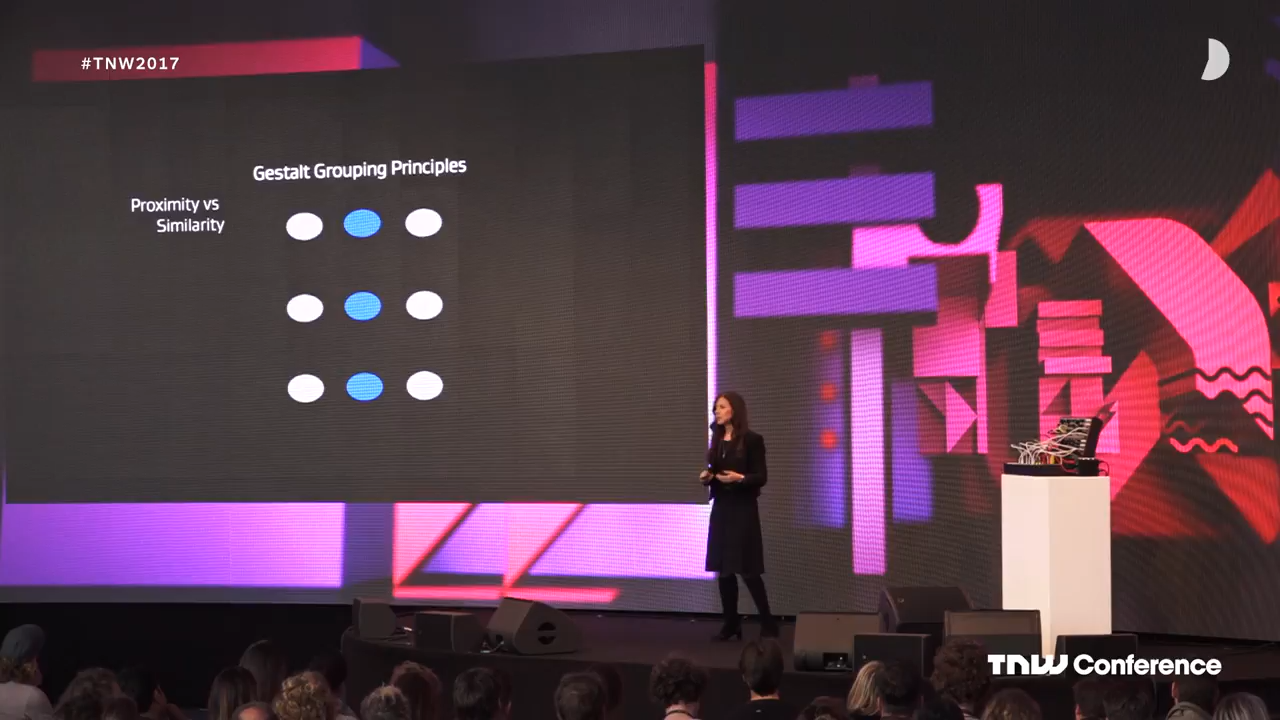 #TNW2017
Gestalt Grouping Principles
Proximity vs
Similarity
TNW Conference